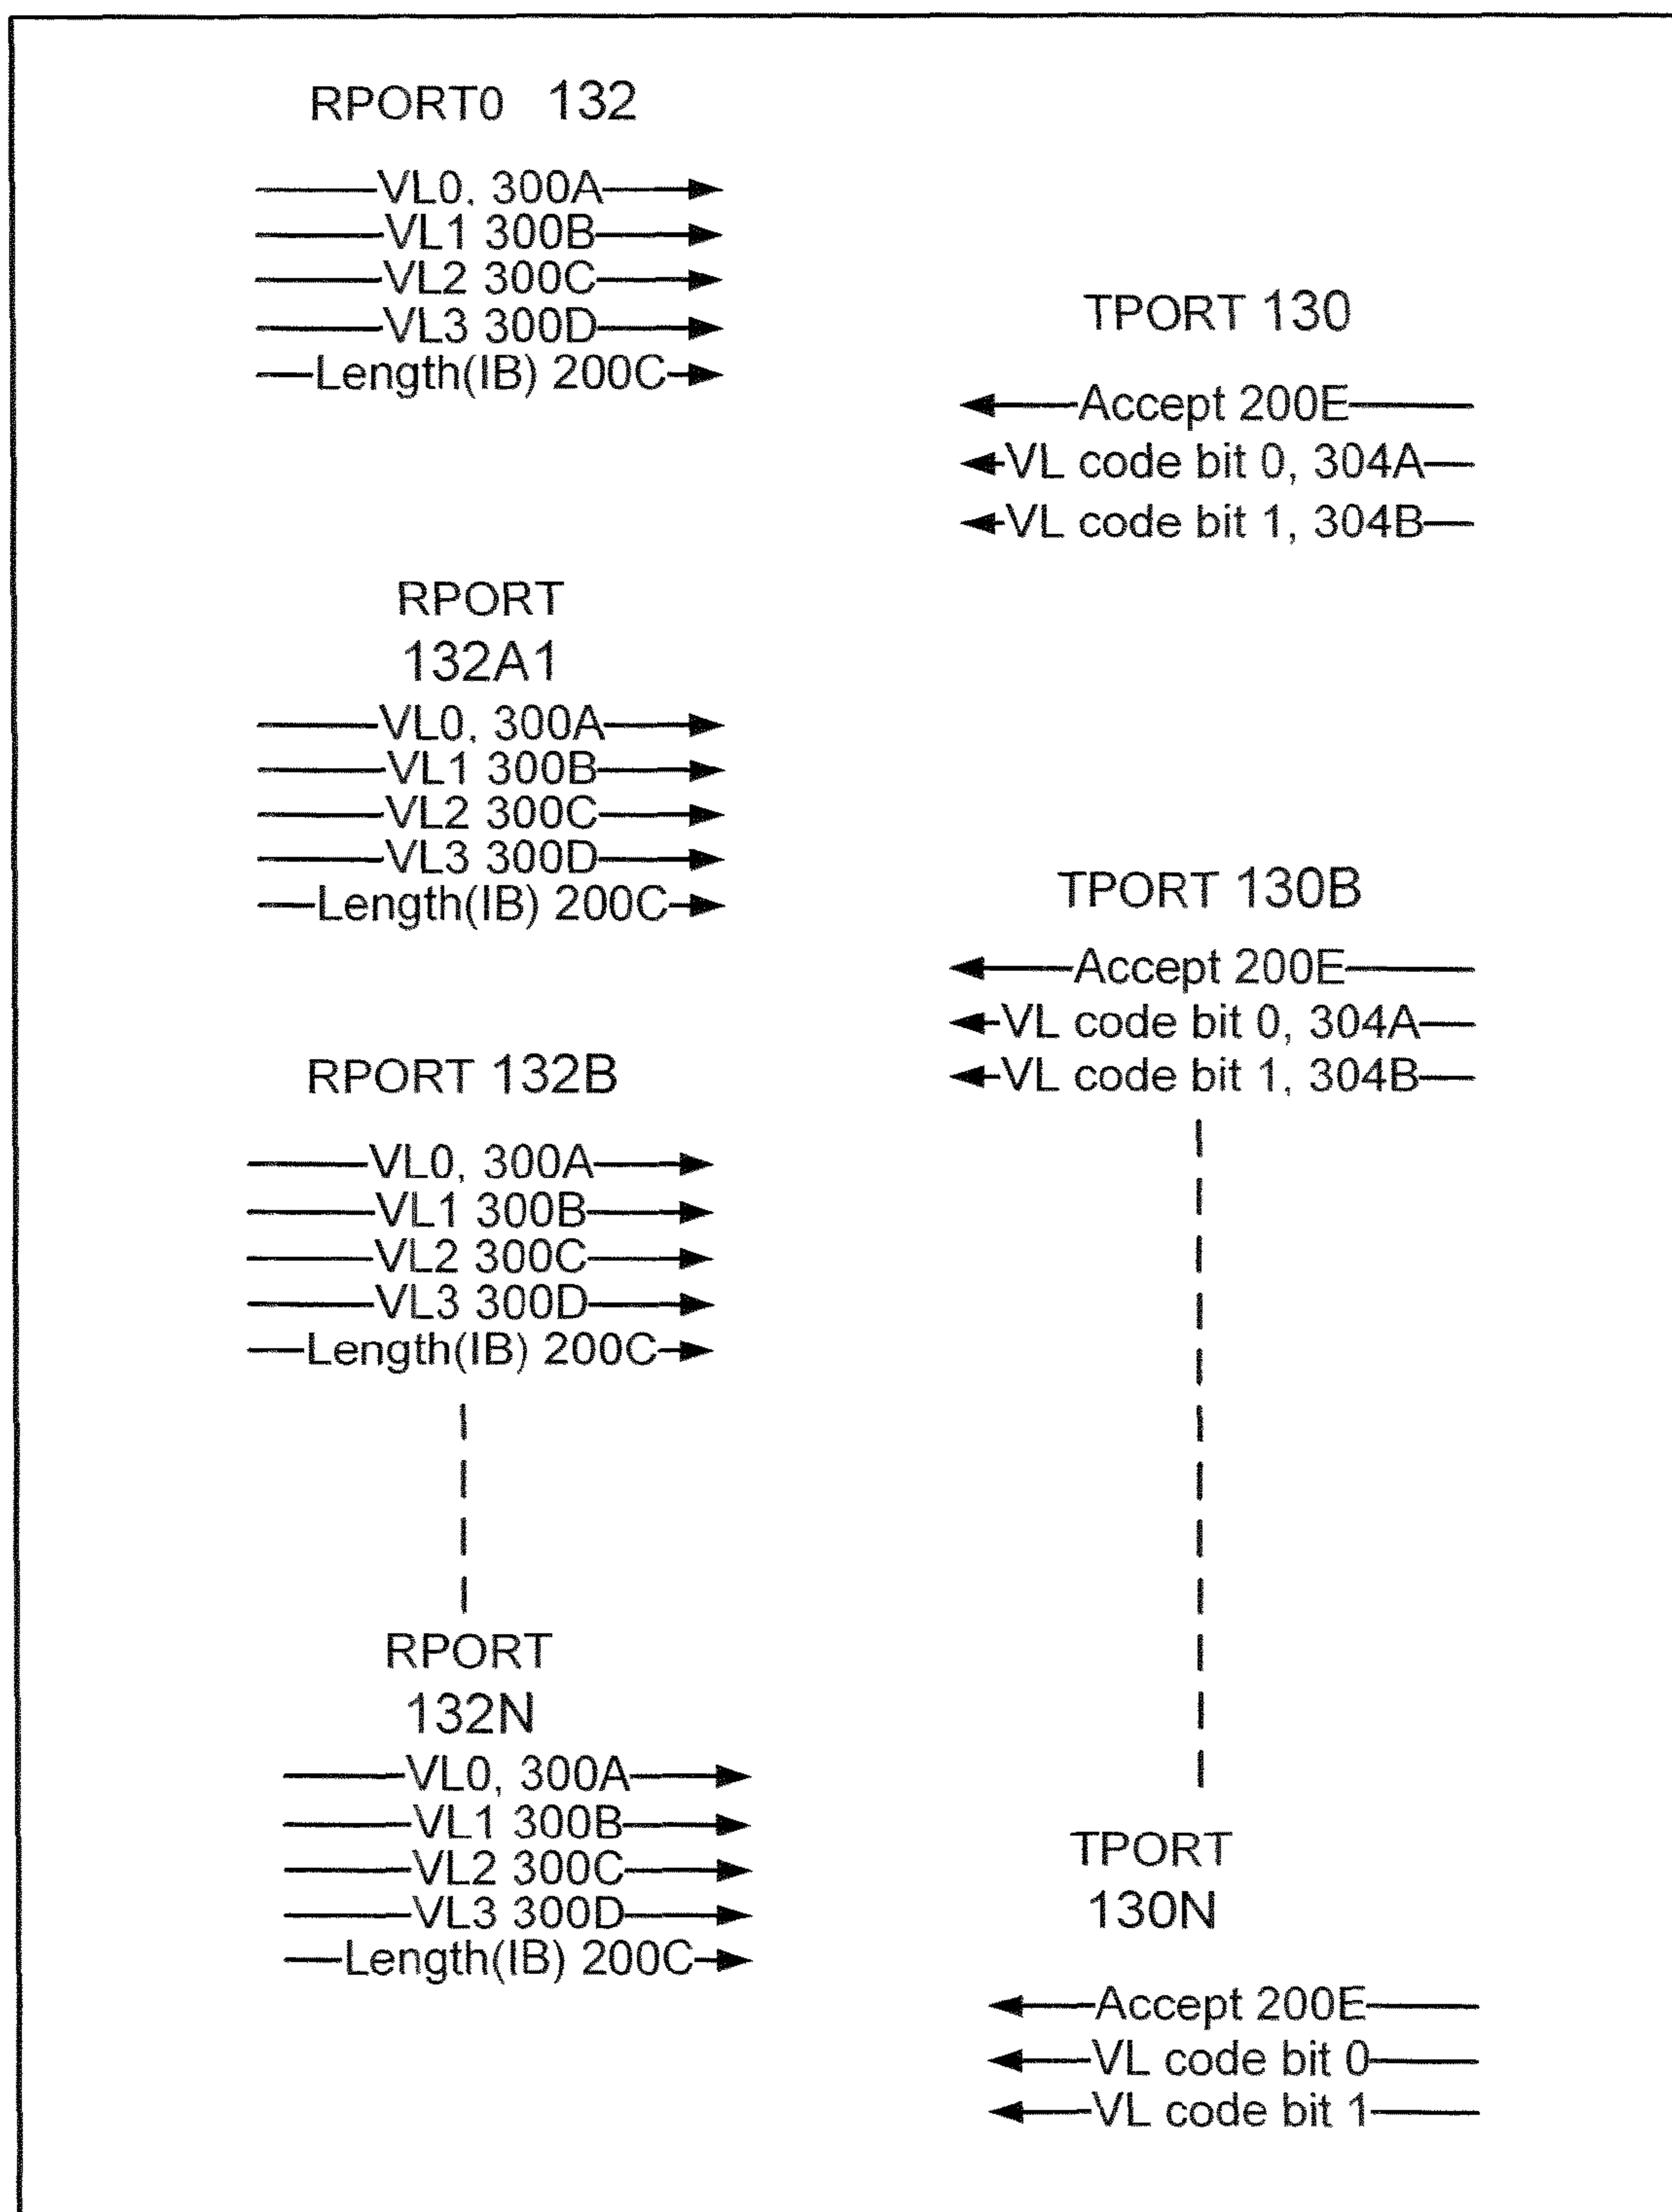 RPORT0 132
VL0, 300A
VL1 300B
VL2 300C
VL3 300D
Length(IB) 200C
RPORT
132A1
VL0, 300A
VL1 300B
VL2 300C
VL3 300D
Length(IB) 200C
RPORT 132B
VL0, 300A
VL1 300B
VL2 300C
VL3 300D
Length(IB) 200C
RPORT
132N
VL0, 300A
VL1 300B
VL2 300C
VL3 300D
Length(IB) 200C
TPORT 130
Accept 200E
VL code bit 0, 304A
VL code bit 1, 304B
TPORT 130B
Accept 200E
VL code bit 0, 304A
VL code bit 1, 304B
TPORT
130N
Accept 200E
VL code bit 0
VL code bit 1